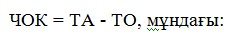 ЧОК = ТА - ТО, мұндағы: